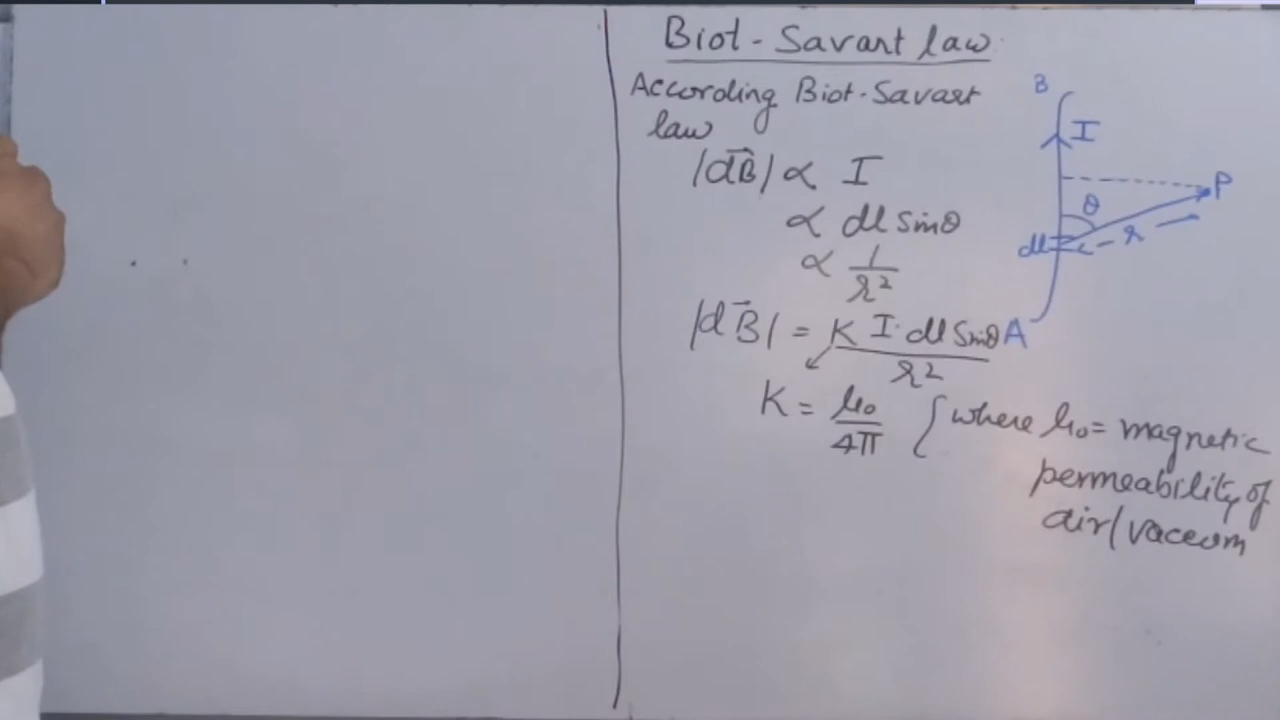 Biot - Savart law
According Biot-Savart
law
|dB⃗| ∝ I
∝ dl sinθ
∝ 1/r²
|dB⃗| = K I·dl Sinθ/r²
K = μ₀/4π { where μ₀ = magnetic
permeability of
air/vaceum
B
I
P
θ
dl
r
A